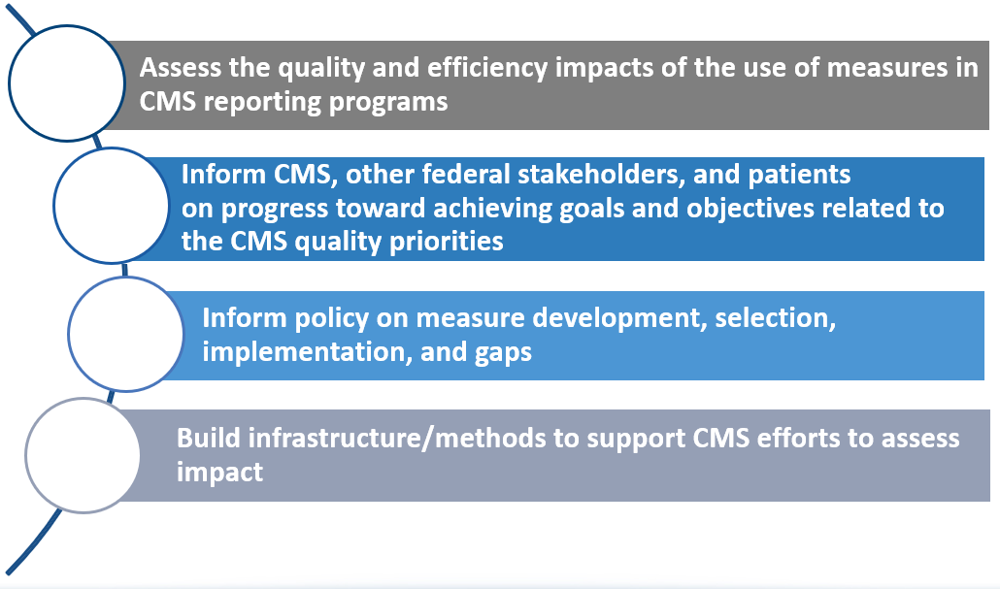 Assess the quality and efficiency impacts of the use of measures in
CMS reporting programs
Inform CMS, other federal stakeholders, and patients
on progress toward achieving goals and objectives related to
the CMS quality priorities
Inform policy on measure development, selection,
implementation, and gaps
Build infrastructure/methods to support CMS efforts to assess
impact